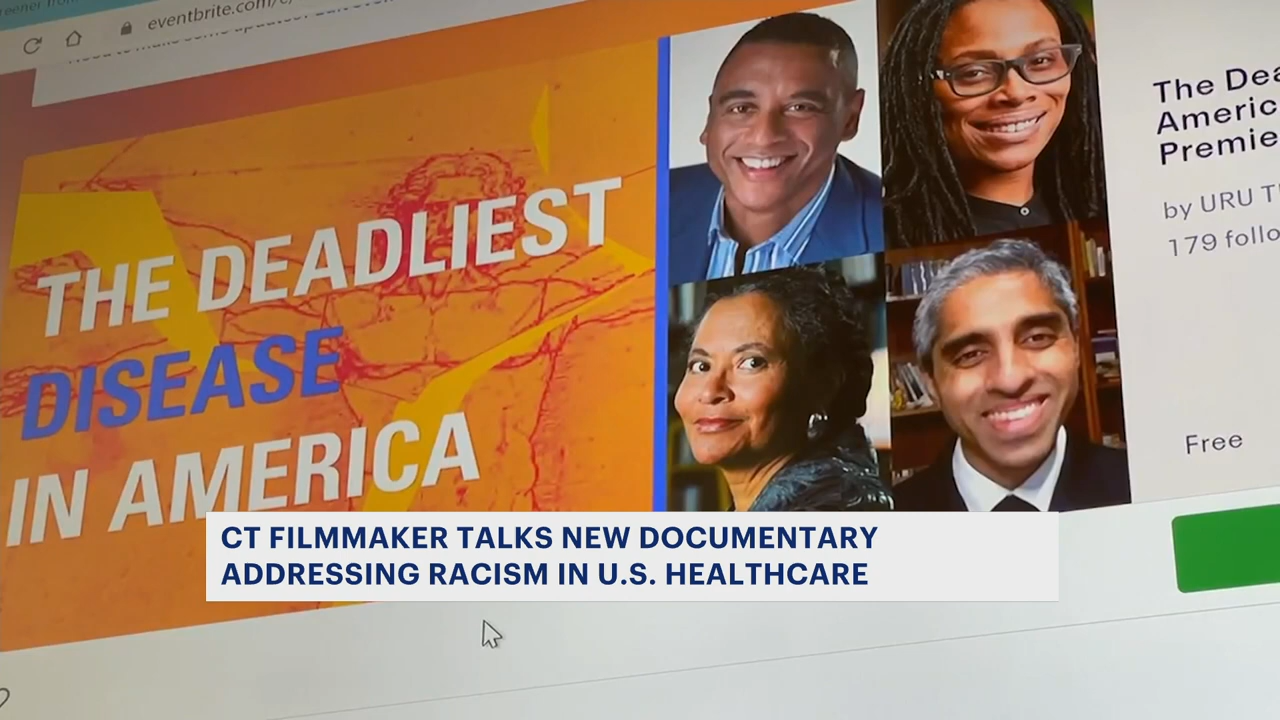 eventbrite.com/
THE DEADLIEST
DISEASE
IN AMERICA
The Dea
Americ
Premie
by URU T
179 follo
Free
CT FILMMAKER TALKS NEW DOCUMENTARY
ADDRESSING RACISM IN U.S. HEALTHCARE